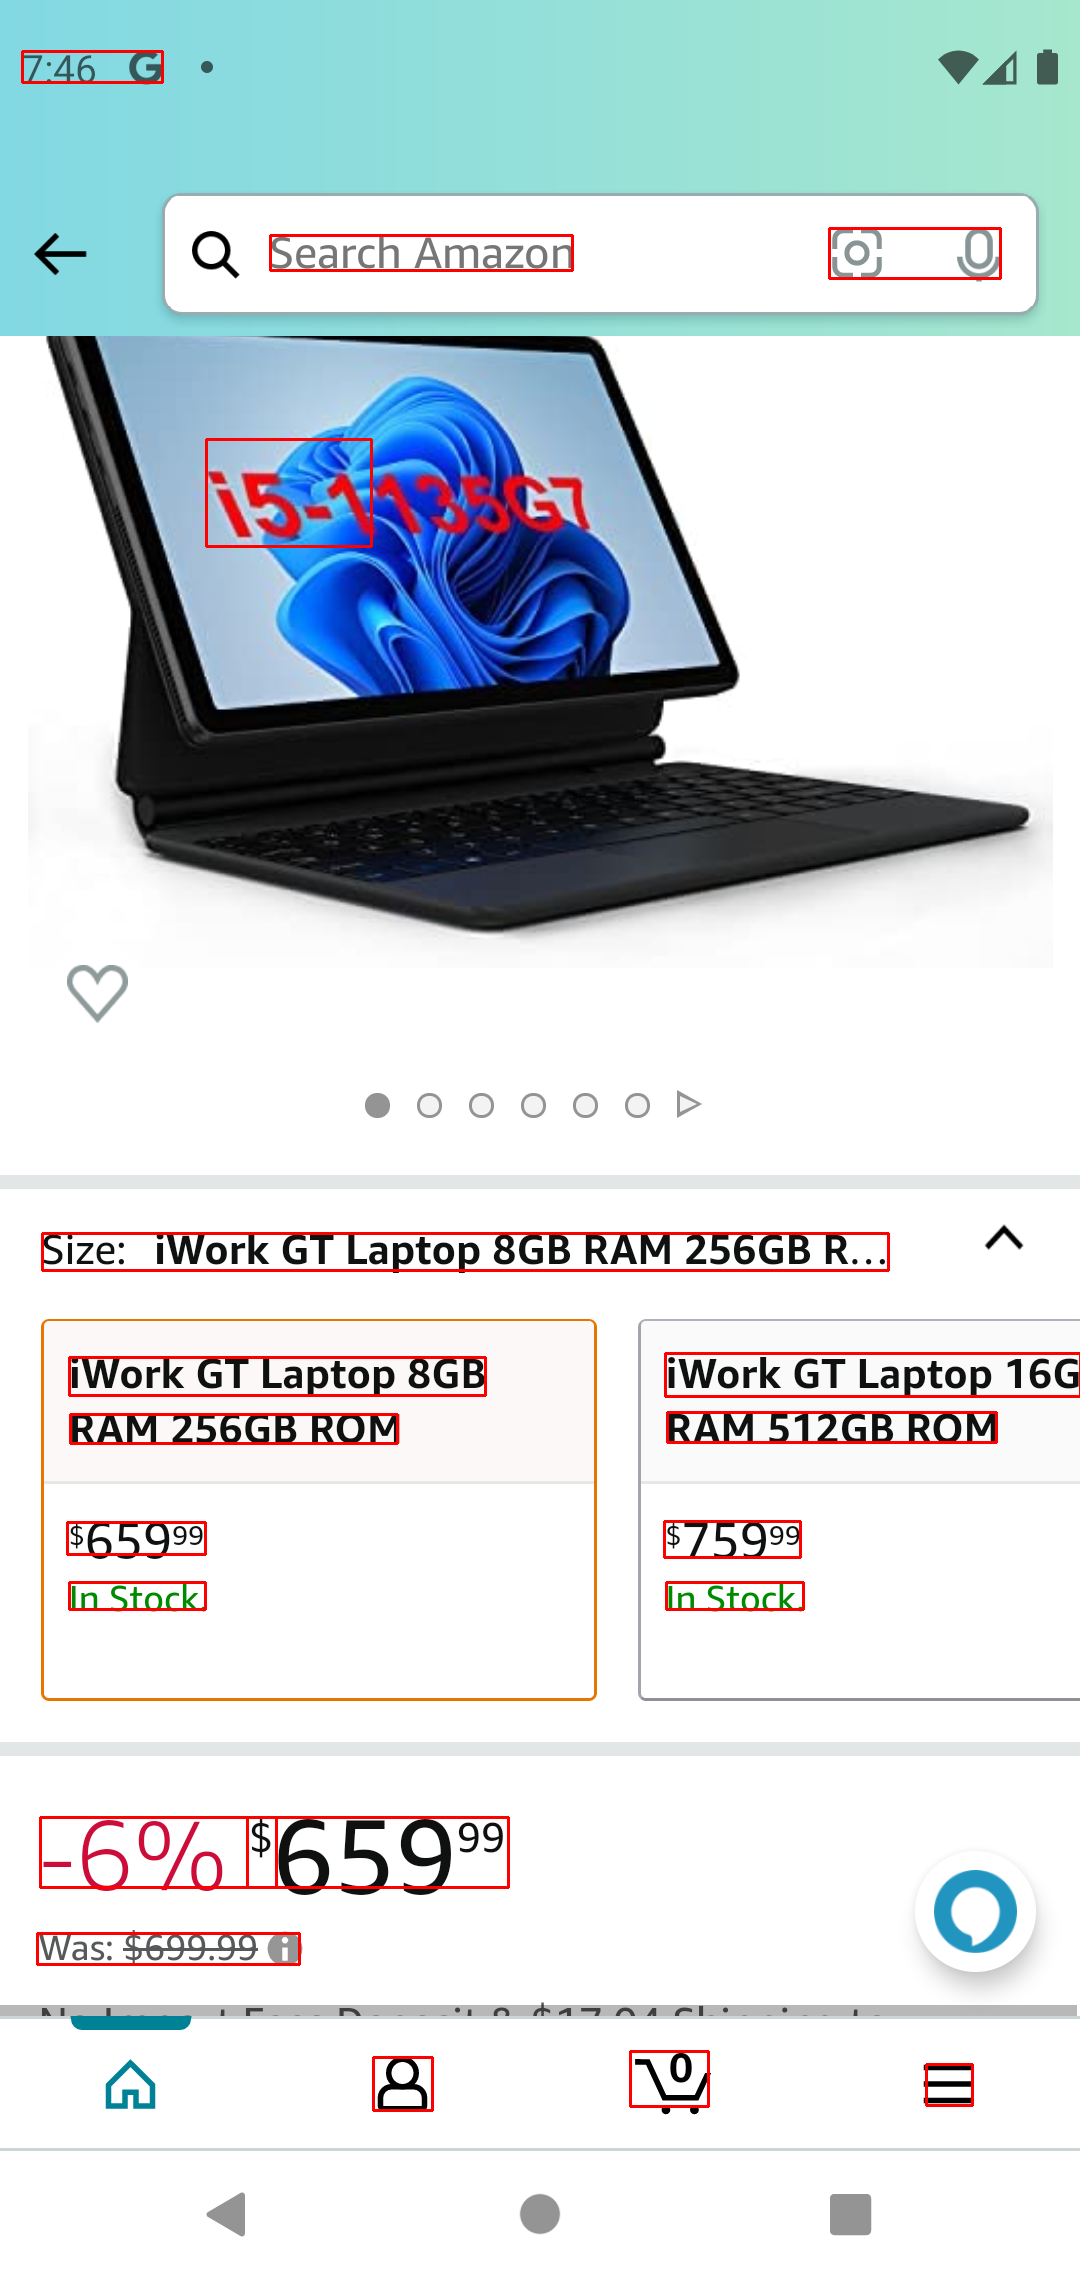 7:46 G
Search Amazon
i5-1135G7
Size: iWork GT Laptop 8GB RAM 256GB R...
iWork GT Laptop 8GB
RAM 256GB ROM
$659 99
In Stock.
iWork GT Laptop 16G
RAM 512GB ROM
$759 99
In Stock.
-6% $659 99
Was: $699.99
0